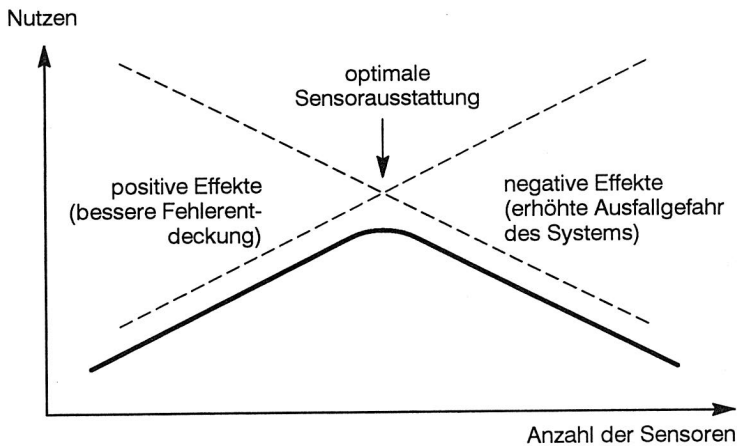 Nutzen
optimale
Sensorausstattung
positive Effekte
(bessere Fehlerent-
deckung)
negative Effekte
(erhöhte Ausfallgefahr
des Systems)
Anzahl der Sensoren